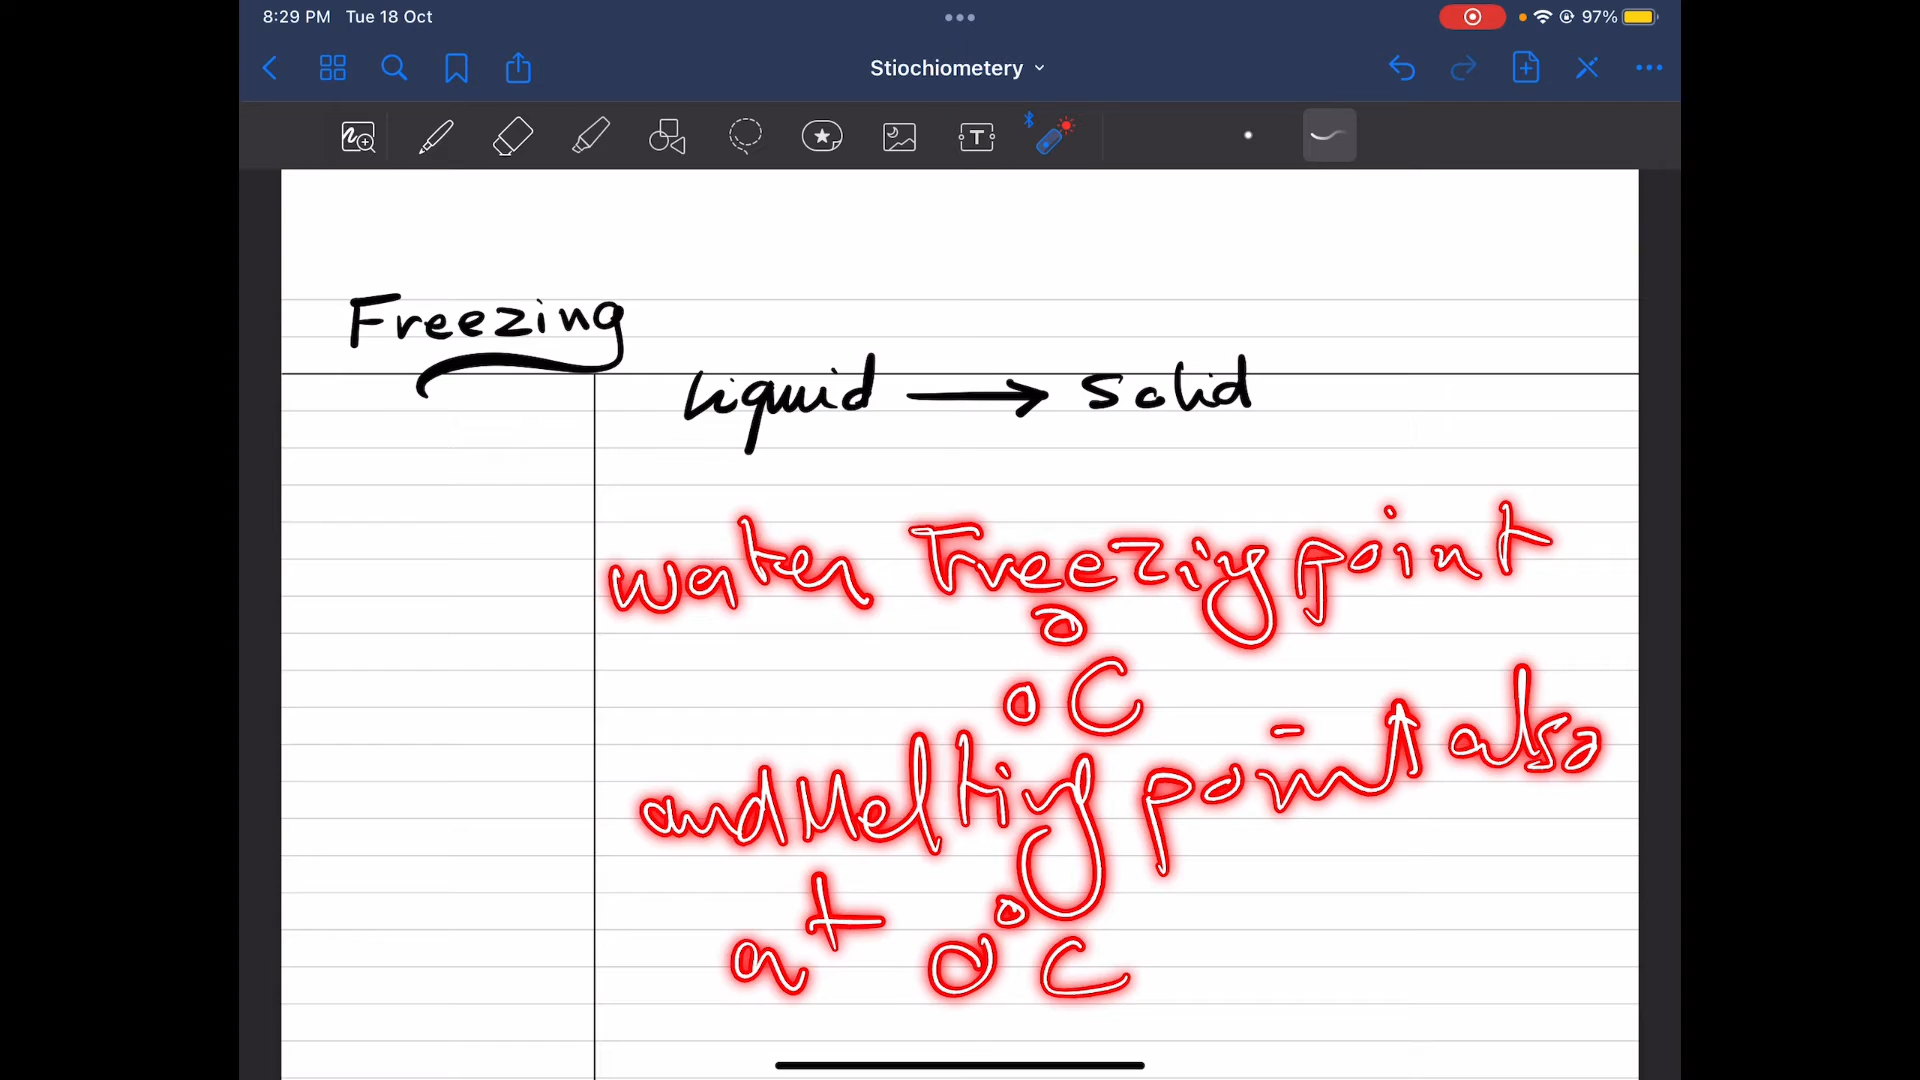 8:29 PM Tue 18 Oct 97%
Stiochiometery
T
Freezing
Liquid → Solid
water Freezing point
0
°C
and Melting point also
at 0°C